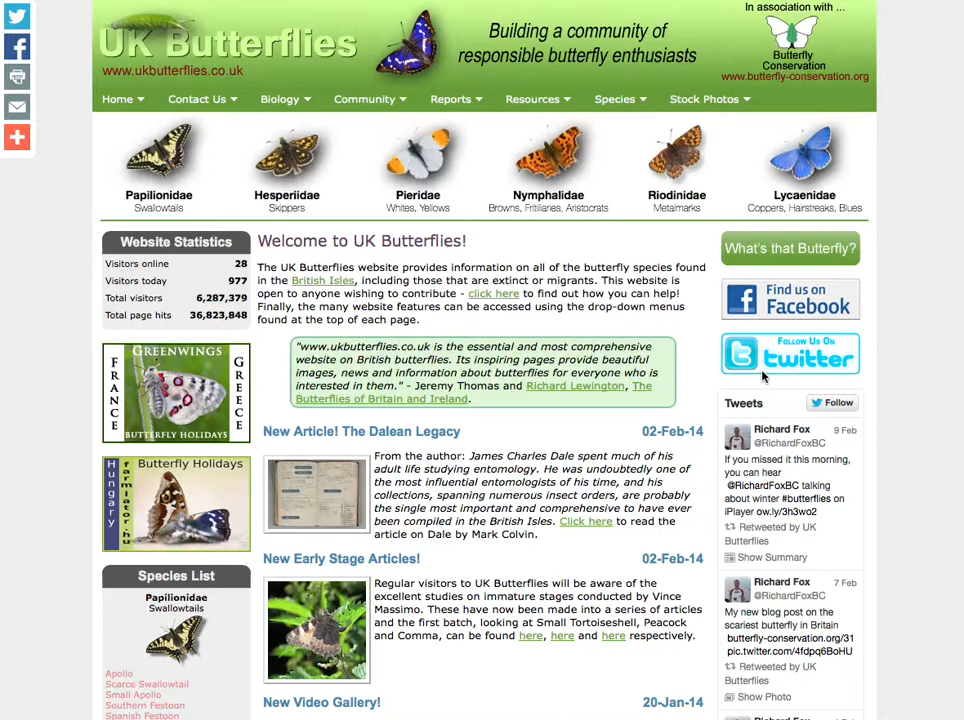 UK Butterflies
www.ukbutterflies.co.uk
Building a community of
responsible butterfly enthusiasts
In association with ...
Butterfly
Conservation
www.butterfly-conservation.org
Home Contact Us Biology Community Reports Resources Species Stock Photos
Papilionidae Hesperiidae Pieridae Nymphalidae Riodinidae Lycaenidae
Swallowtails Skippers Whites, Yellows Browns, Fritiliaries, Aristocrats Metalmarks Coppers, Hairstreaks, Blues
Website Statistics
Visitors online 28
Visitors today 977
Total visitors 6,287,379
Total page hits 36,823,848
GREENWINGS
FRANCE
GREECE
BUTTERFLY HOLIDAYS
Butterfly Holidays
Hungary
farmlator.hu
Species List
Papilionidae
Swallowtails
Apollo
Scarce Swallowtail
Small Apollo
Southern Festoon
Spanish Festoon
Welcome to UK Butterflies!
The UK Butterflies website provides information on all of the butterfly species found
in the British Isles, including those that are extinct or migrants. This website is
open to anyone wishing to contribute - click here to find out how you can help!
Finally, the many website features can be accessed using the drop-down menus
found at the top of each page.
"www.ukbutterflies.co.uk is the essential and most comprehensive
website on British butterflies. Its inspiring pages provide beautiful
images, news and information about butterflies for everyone who is
interested in them." - Jeremy Thomas and Richard Lewington, The
Butterflies of Britain and Ireland.
New Article! The Dalean Legacy 02-Feb-14
From the author: James Charles Dale spent much of his
adult life studying entomology. He was undoubtedly one of
the most influential entomologists of his time, and his
collections, spanning numerous insect orders, are probably
the single most important and comprehensive to have ever
been compiled in the British Isles. Click here to read the
article on Dale by Mark Colvin.
New Early Stage Articles! 02-Feb-14
Regular visitors to UK Butterflies will be aware of the
excellent studies on immature stages conducted by Vince
Massimo. These have now been made into a series of articles
and the first batch, looking at Small Tortoiseshell, Peacock
and Comma, can be found here, here and here respectively.
New Video Gallery! 20-Jan-14
What's that Butterfly?
Find us on
Facebook
FOLLOW US ON
twitter
Tweets Follow
Richard Fox 9 Feb
@RichardFoxBC
If you missed it this morning,
you can hear
@RichardFoxBC talking
about winter #butterflies on
iPlayer ow.ly/3h3wo2
Retweeted by UK
Butterflies
Show Summary
Richard Fox 7 Feb
@RichardFoxBC
My new blog post on the
scariest butterfly in Britain
butterfly-conservation.org/31
pic.twitter.com/4fdpq6BoHU
Retweeted by UK
Butterflies
Show Photo